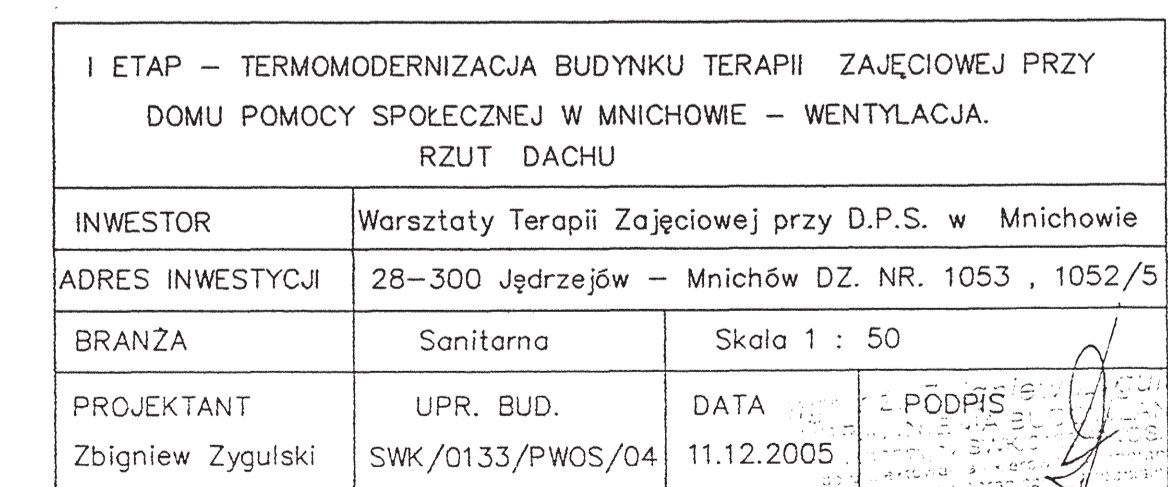 I ETAP – TERMOMODERNIZACJA BUDYNKU TERAPII ZAJĘCIOWEJ PRZY
DOMU POMOCY SPOŁECZNEJ W MNICHOWIE – WENTYLACJA.
RZUT DACHU
INWESTOR Warsztaty Terapii Zajęciowej przy D.P.S. w Mnichowie
ADRES INWESTYCJI 28–300 Jędrzejów – Mnichów DZ. NR. 1053 , 1052/5
BRANŻA Sanitarna Skala 1 : 50
PROJEKTANT UPR. BUD. DATA PODPIS
Zbigniew Zygulski SWK/0133/PWOS/04 11.12.2005